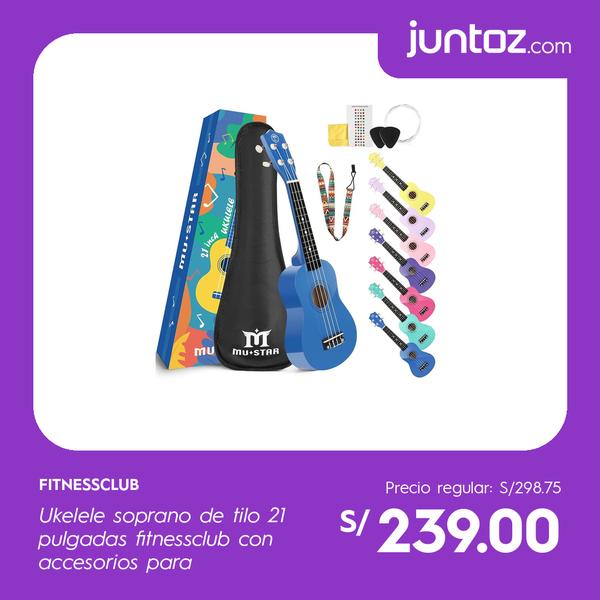 juntoz.com
MU★STAR
21 inch UKULELE
MU
MU★STAR
FITNESSCLUB
Ukelele soprano de tilo 21
pulgadas fitnessclub con
accesorios para
Precio regular: S/298.75
S/ 239.00